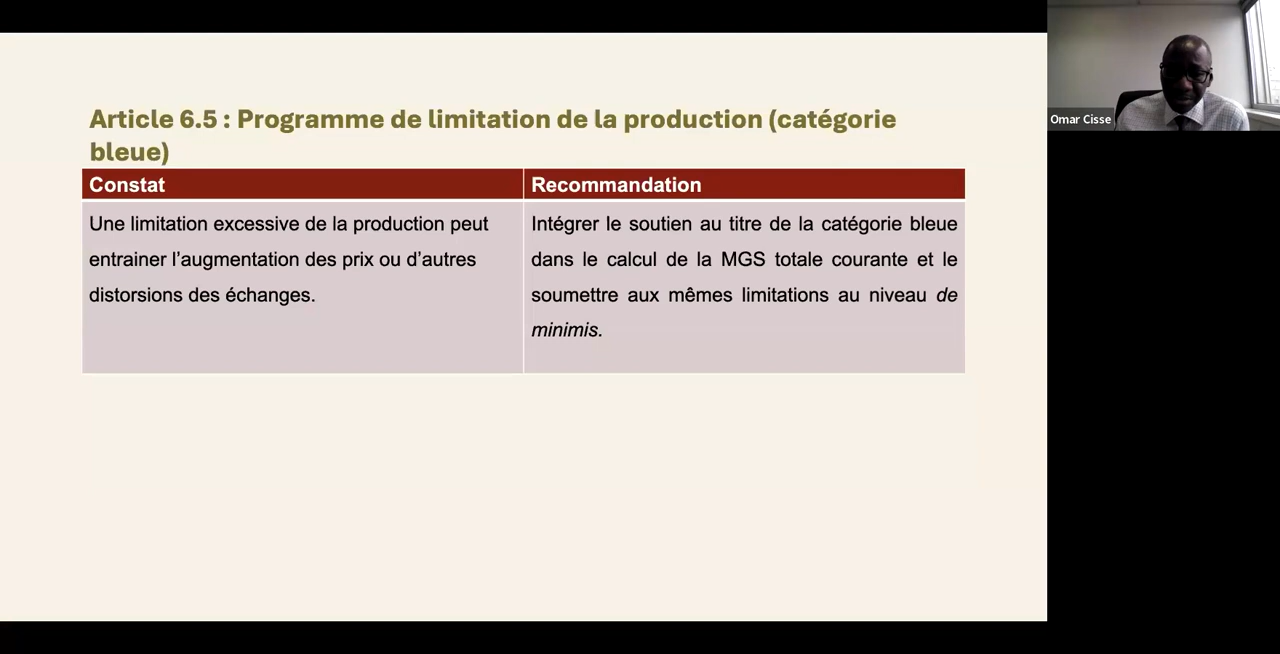 Article 6.5 : Programme de limitation de la production (catégorie
bleue)
Constat
Recommandation
Une limitation excessive de la production peut
entrainer l’augmentation des prix ou d’autres
distorsions des échanges.
Intégrer le soutien au titre de la catégorie bleue
dans le calcul de la MGS totale courante et le
soumettre aux mêmes limitations au niveau de
minimis.
Omar Cisse